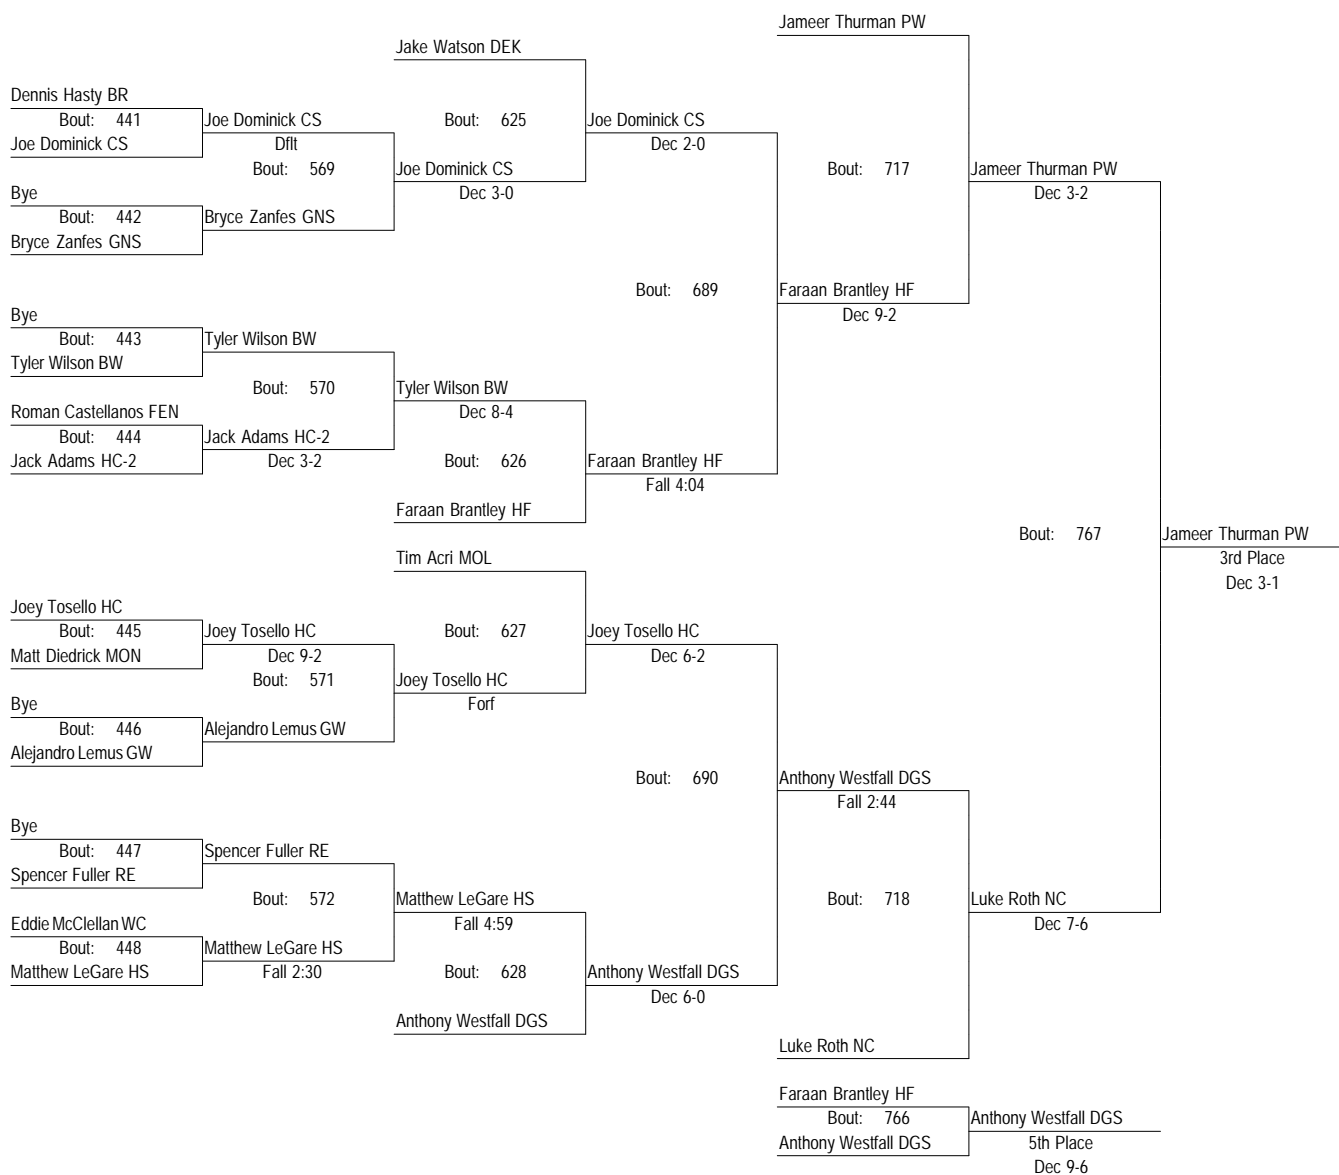 Jameer Thurman PW
Jake Watson DEK
Dennis Hasty BR
Bout: 441
Joe Dominick CS
Joe Dominick CS
Dflt
Bout: 569
Bye
Bout: 442
Bryce Zanfes GNS
Bryce Zanfes GNS
Joe Dominick CS
Dec 3-0
Bout: 625
Joe Dominick CS
Dec 2-0
Bout: 717
Jameer Thurman PW
Dec 3-2
Bout: 689
Faraan Brantley HF
Dec 9-2
Bye
Bout: 443
Tyler Wilson BW
Tyler Wilson BW
Bout: 570
Roman Castellanos FEN
Bout: 444
Jack Adams HC-2
Jack Adams HC-2
Dec 3-2
Tyler Wilson BW
Dec 8-4
Bout: 626
Faraan Brantley HF
Faraan Brantley HF
Fall 4:04
Bout: 767
Jameer Thurman PW
3rd Place
Dec 3-1
Tim Acri MOL
Joey Tosello HC
Bout: 445
Matt Diedrick MON
Joey Tosello HC
Dec 9-2
Bout: 571
Bye
Bout: 446
Alejandro Lemus GW
Alejandro Lemus GW
Bout: 627
Joey Tosello HC
Forf
Joey Tosello HC
Dec 6-2
Bout: 690
Anthony Westfall DGS
Fall 2:44
Bye
Bout: 447
Spencer Fuller RE
Spencer Fuller RE
Bout: 572
Eddie McClellan WC
Bout: 448
Matthew LeGare HS
Matthew LeGare HS
Fall 2:30
Matthew LeGare HS
Fall 4:59
Bout: 628
Anthony Westfall DGS
Anthony Westfall DGS
Dec 6-0
Bout: 718
Luke Roth NC
Dec 7-6
Luke Roth NC
Faraan Brantley HF
Bout: 766
Anthony Westfall DGS
Anthony Westfall DGS
5th Place
Dec 9-6